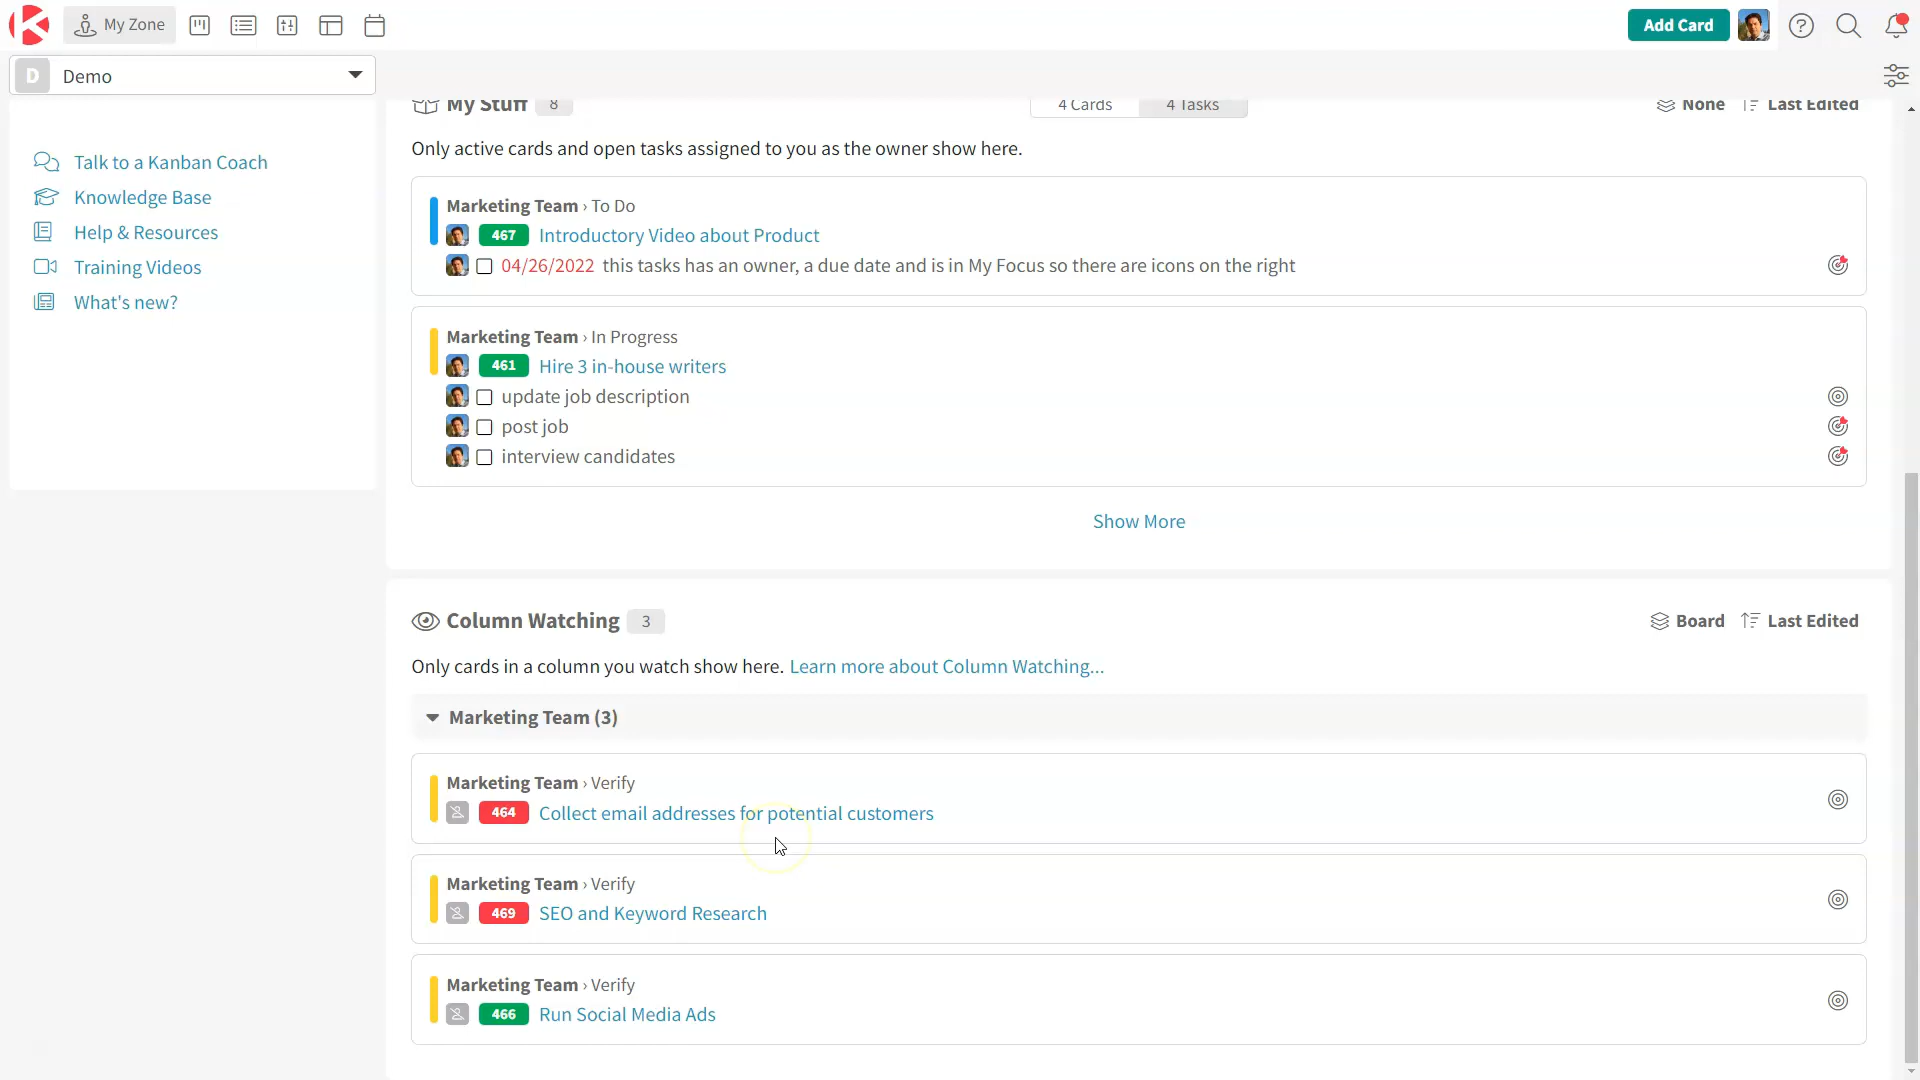 My Zone
Add Card
D Demo
My Stuff 8
4 Cards 4 Tasks
None Last Edited
Talk to a Kanban Coach
Knowledge Base
Help & Resources
Training Videos
What's new?
Only active cards and open tasks assigned to you as the owner show here.
Marketing Team › To Do
467 Introductory Video about Product
04/26/2022 this tasks has an owner, a due date and is in My Focus so there are icons on the right
Marketing Team › In Progress
461 Hire 3 in-house writers
update job description
post job
interview candidates
Show More
Column Watching 3
Board Last Edited
Only cards in a column you watch show here. Learn more about Column Watching...
Marketing Team (3)
Marketing Team › Verify
464 Collect email addresses for potential customers
Marketing Team › Verify
469 SEO and Keyword Research
Marketing Team › Verify
466 Run Social Media Ads